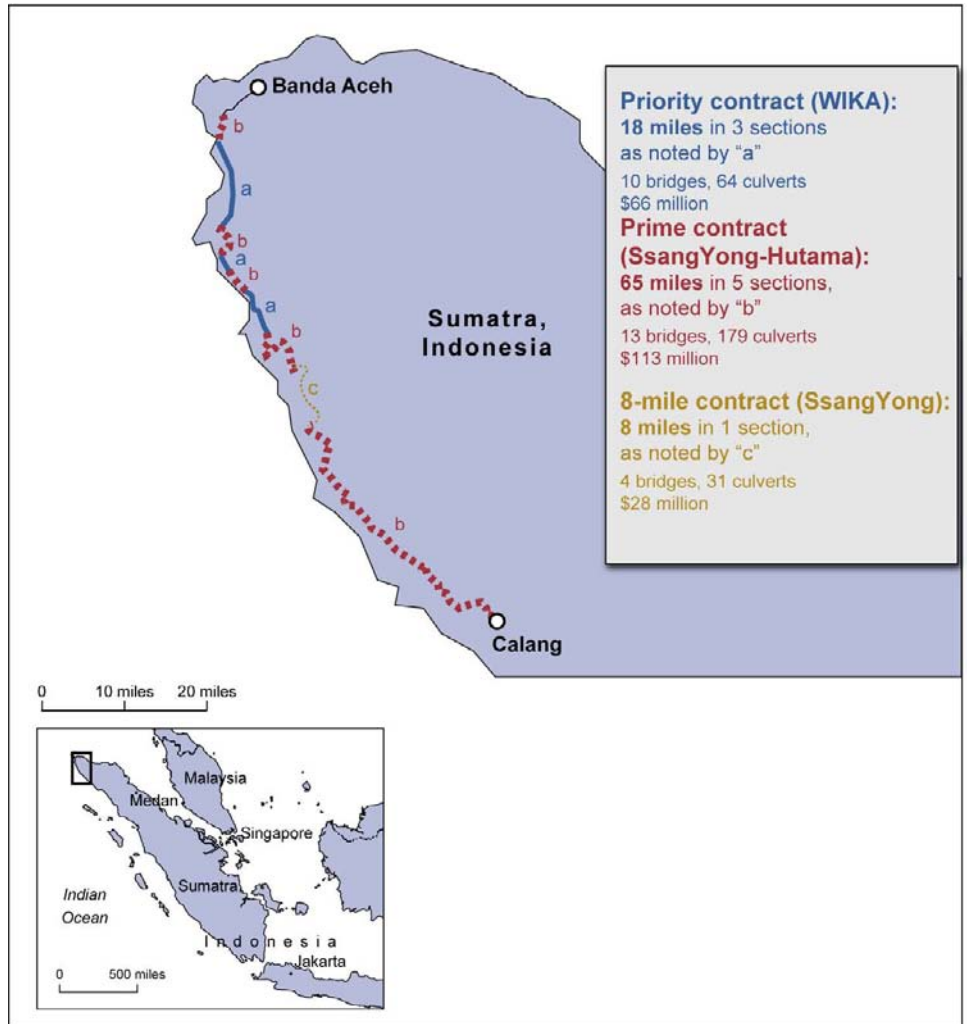 Banda Aceh
b
a
b
a
b
a
b
c
b
Sumatra,
Indonesia
Calang
Priority contract (WIKA):
18 miles in 3 sections
as noted by “a”
10 bridges, 64 culverts
$66 million
Prime contract
(SsangYong-Hutama):
65 miles in 5 sections,
as noted by “b”
13 bridges, 179 culverts
$113 million
8-mile contract (SsangYong):
8 miles in 1 section,
as noted by “c”
4 bridges, 31 culverts
$28 million
0 10 miles 20 miles
Malaysia
Medan
Singapore
Sumatra
Indian
Ocean
Indonesia
Jakarta
0 500 miles